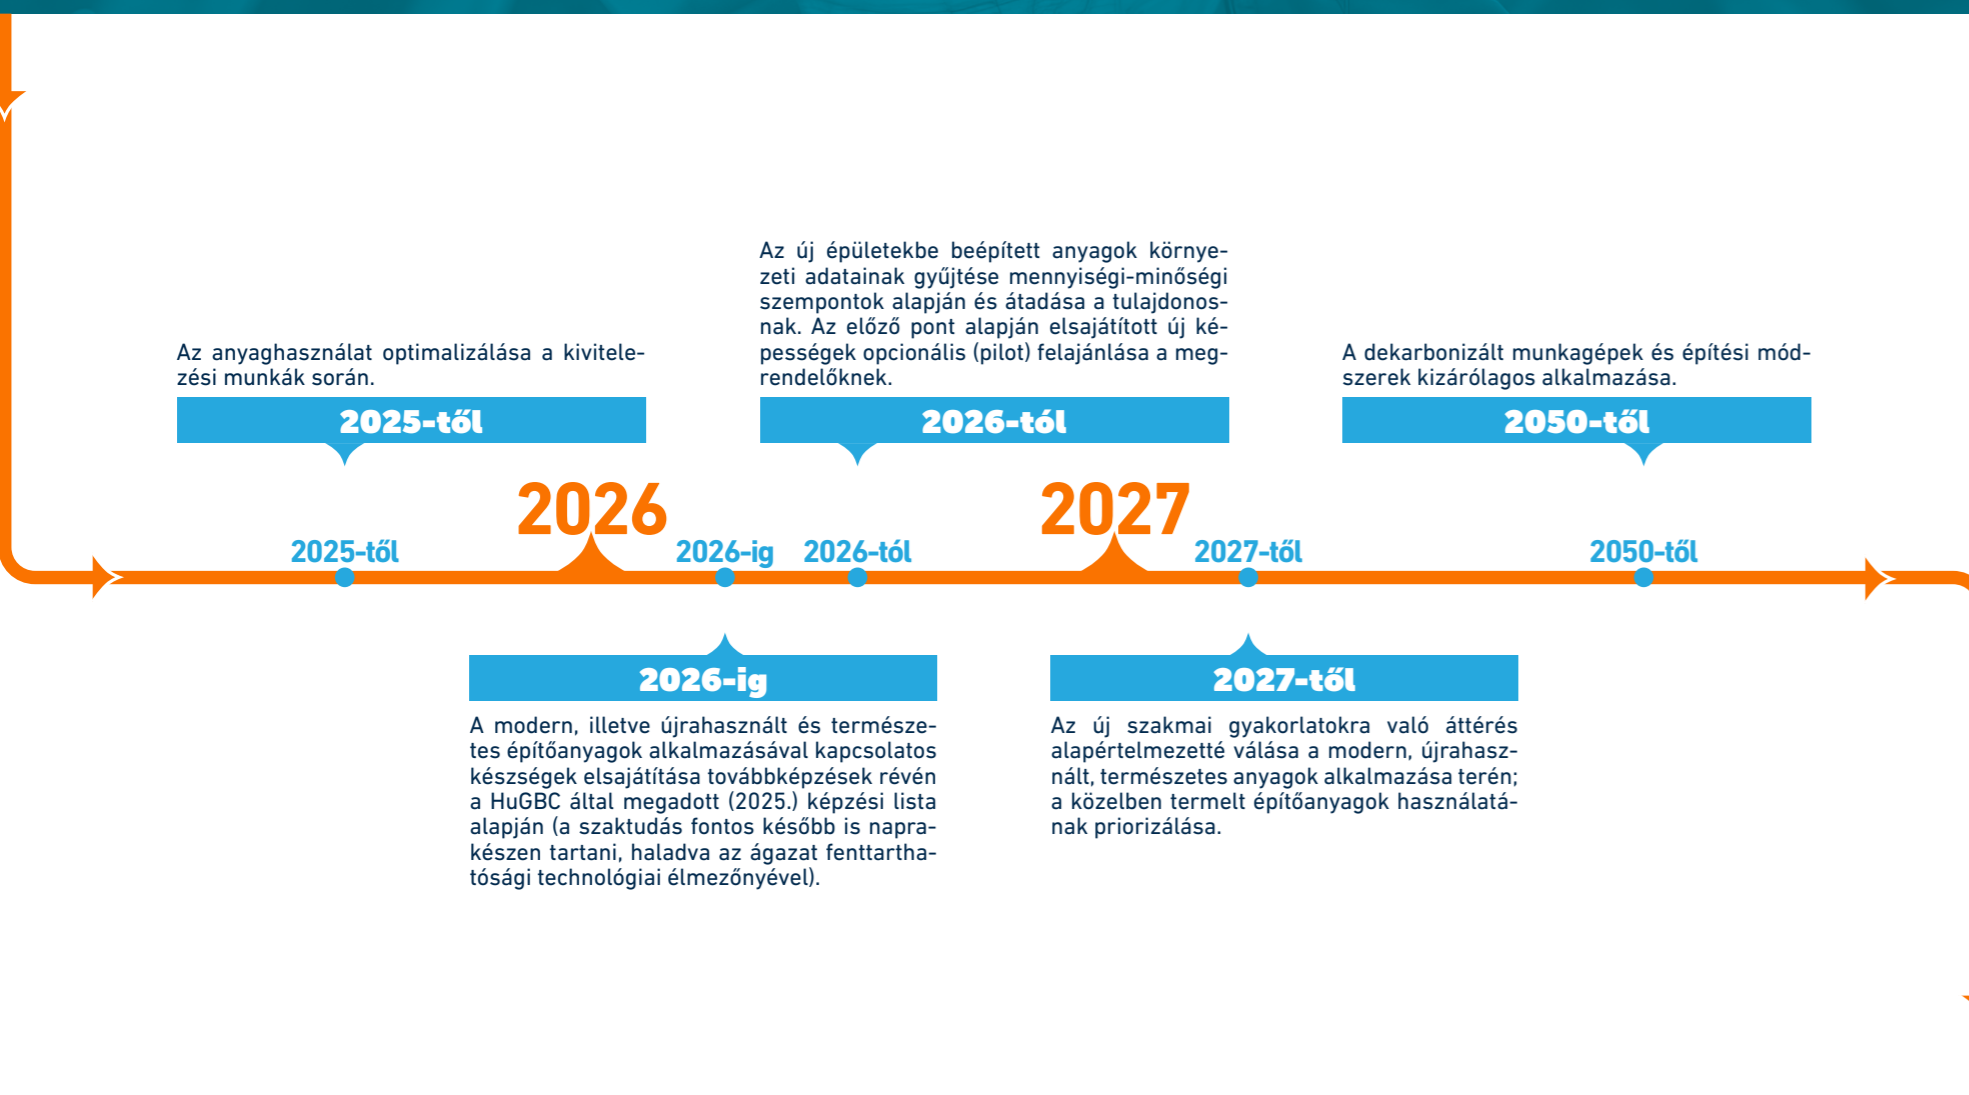 Az anyaghasználat optimalizálása a kivitele-
zési munkák során.
2025-től
Az új épületekbe beépített anyagok környe-
zeti adatainak gyűjtése mennyiségi-minőségi
szempontok alapján és átadása a tulajdonos-
nak. Az előző pont alapján elsajátított új ké-
pességek opcionális (pilot) felajánlása a meg-
rendelőknek.
2026-tól
A dekarbonizált munkagépek és építési mód-
szerek kizárólagos alkalmazása.
2050-től
2026
2027
2025-től
2026-ig
2026-tól
2027-től
2050-től
2026-ig
A modern, illetve újrahasznált és természe-
tes építőanyagok alkalmazásával kapcsolatos
készségek elsajátítása továbbképzések révén
a HuGBC által megadott (2025.) képzési lista
alapján (a szaktudás fontos később is napra-
készen tartani, haladva az ágazat fenttartha-
tósági technológiai élmezőnyével).
2027-től
Az új szakmai gyakorlatokra való áttérés
alapértelmezetté válása a modern, újrahasz-
nált, természetes anyagok alkalmazása terén;
a közelben termelt építőanyagok használatá-
nak priorizálása.